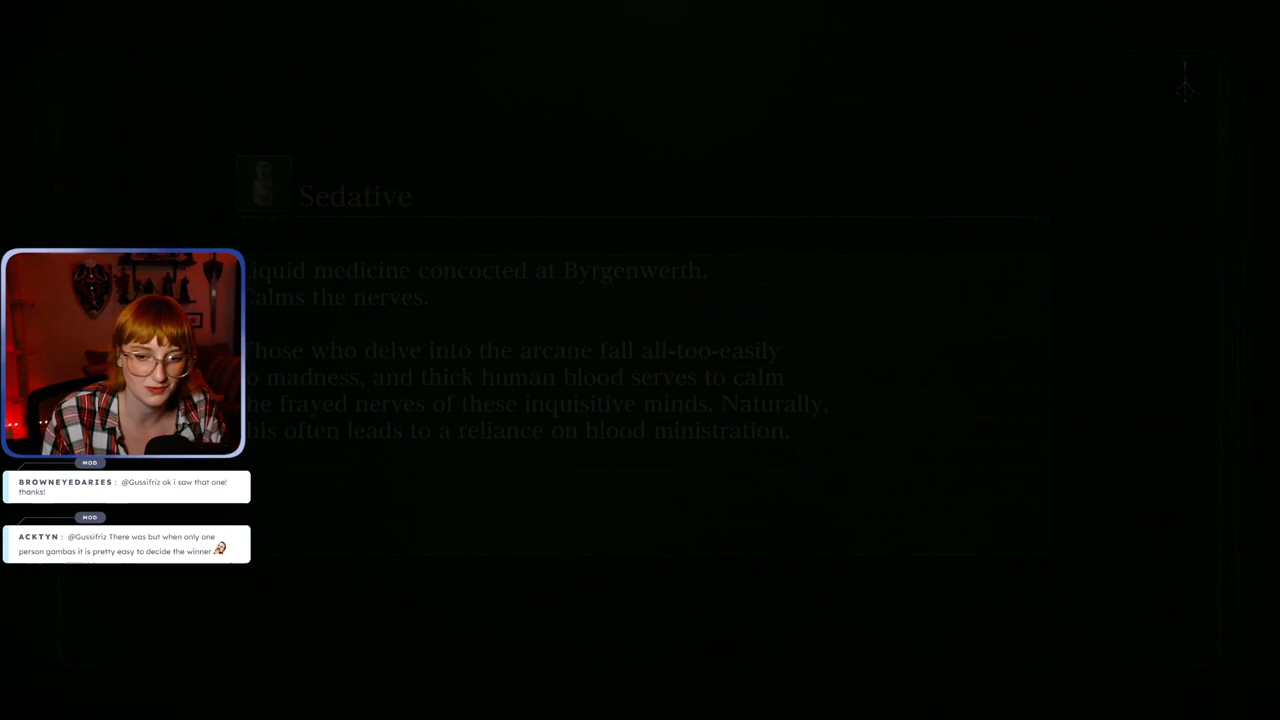 Sedative
iquid medicine concocted at Byrgenwerth.
alms the nerves.
hose who delve into the arcane fall all-too-easily
o madness, and thick human blood serves to calm
he frayed nerves of these inquisitive minds. Naturally,
his often leads to a reliance on blood ministration.
MOD
BROWNEYEDARIES : @Gussifriz ok i saw that one!
thanks!
MOD
ACKTYN : @Gussifriz There was but when only one
person gambas it is pretty easy to decide the winner